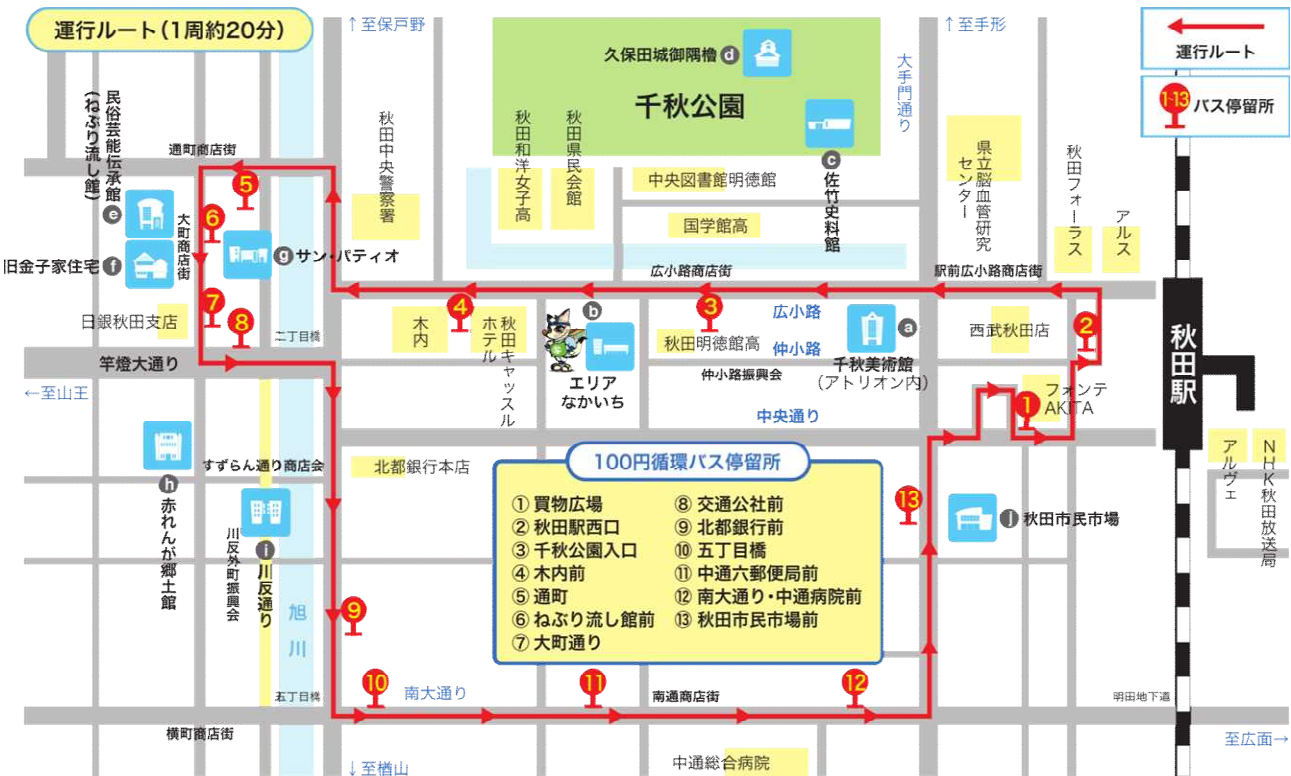 運行ルート(1周約20分)
↑至保戸野
↑至手形
運行ルート
1~13
バス停留所
久保田城御隅櫓 d
千秋公園
大手門通り
民俗芸能伝承館
(ねぶり流し館)
e
通町商店街
秋田中央警察署
秋田和洋女子高
秋田県民会館
中央図書館明徳館
国学館高
c
佐竹史料館
県立脳血管研究
センター
秋田フォーラス
アルス
5
6
大町商店街
旧金子家住宅 f
g サン・パティオ
広小路商店街
駅前広小路商店街
日銀秋田支店
7
8
二丁目橋
木内
4
秋田キャッスル
ホテル
b
エリア
なかいち
3
広小路
秋田明徳館高
仲小路
仲小路振興会
a
千秋美術館
(アトリオン内)
西武秋田店
2
秋田駅
竿燈大通り
←至山王
中央通り
1
フォンテ
AKITA
h
赤れんが郷土館
すずらん通り商店会
i
川反通り
川反外町振興会
旭川
北都銀行本店
100円循環バス停留所
① 買物広場
② 秋田駅西口
③ 千秋公園入口
④ 木内前
⑤ 通町
⑥ ねぶり流し館前
⑦ 大町通り
⑧ 交通公社前
⑨ 北都銀行前
⑩ 五丁目橋
⑪ 中通六郵便局前
⑫ 南大通り・中通病院前
⑬ 秋田市民市場前
13
j 秋田市民市場
アルヴェ
NHK秋田放送局
9
五丁目橋
10
南大通り
11
南通商店街
12
明田地下道
横町商店街
↓至楢山
中通総合病院
至広面→